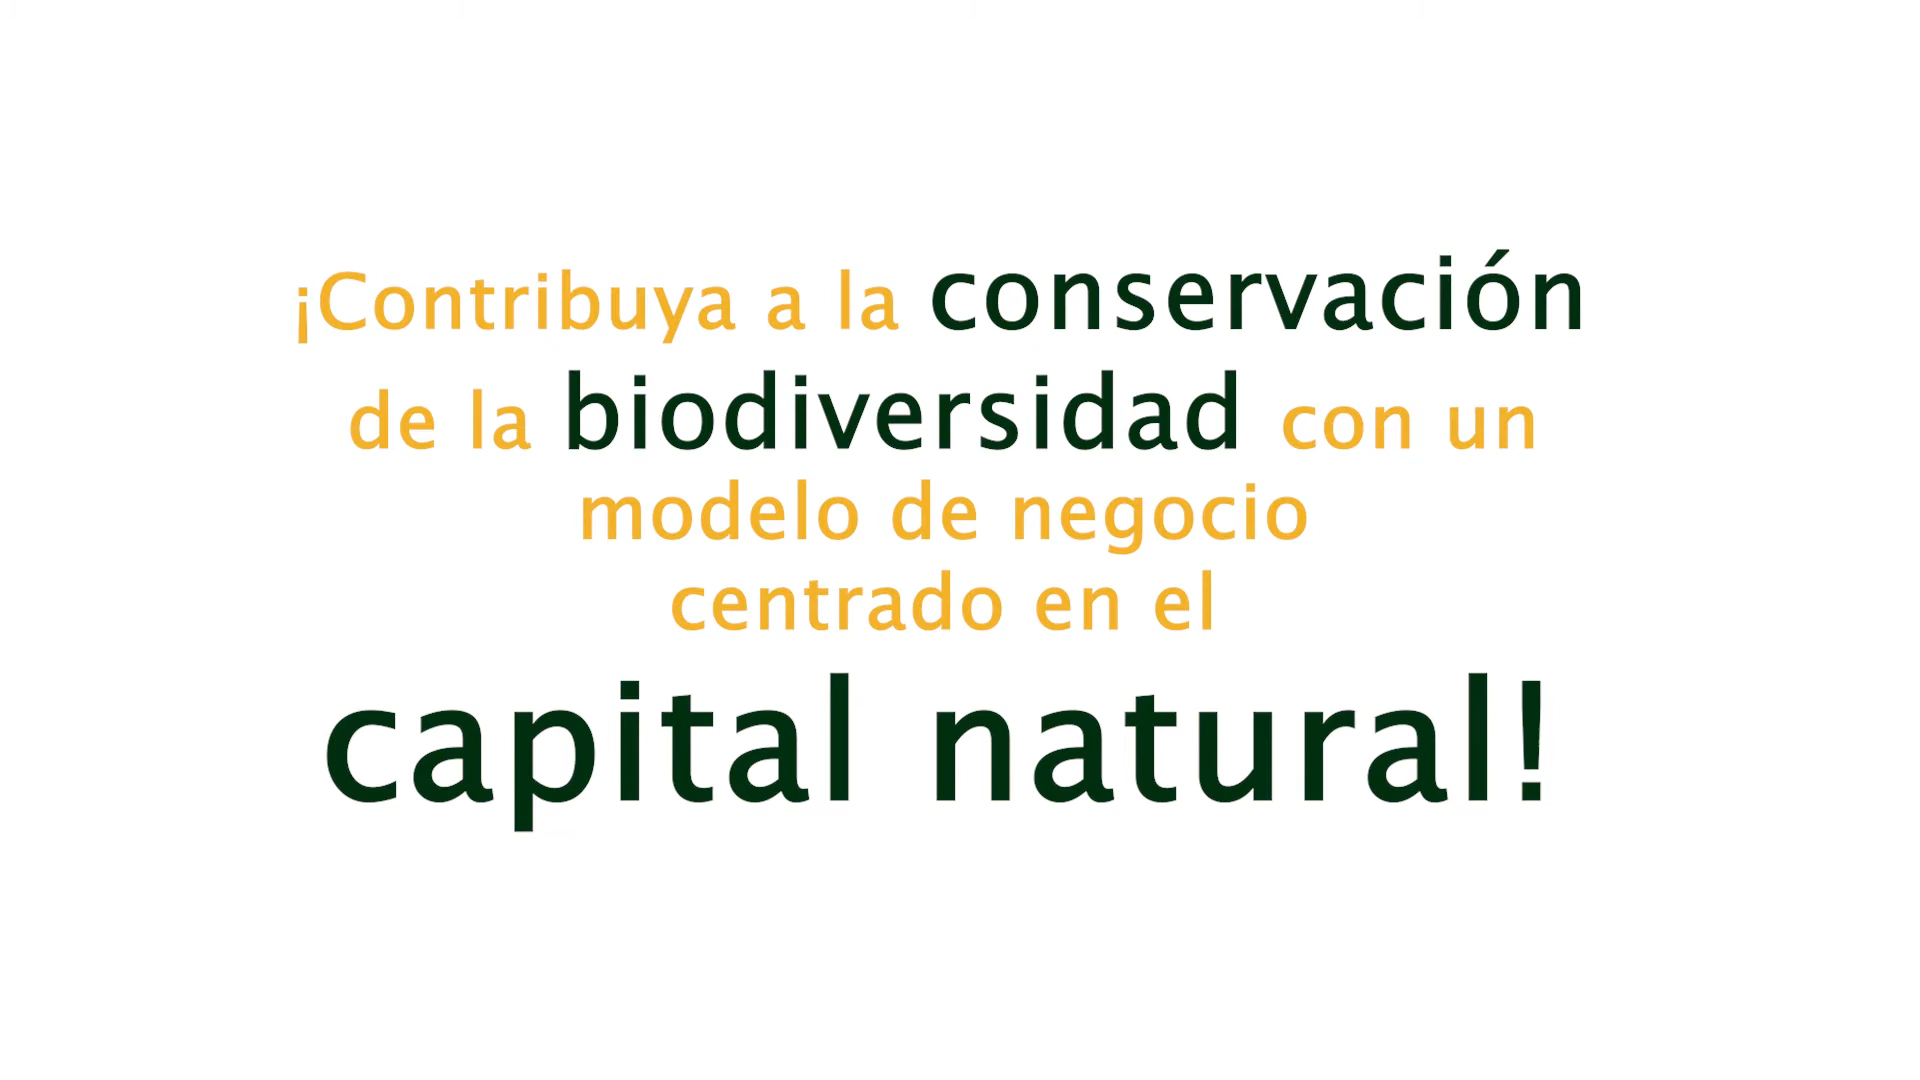 ¡Contribuya a la conservación
de la biodiversidad con un
modelo de negocio
centrado en el
capital natural!